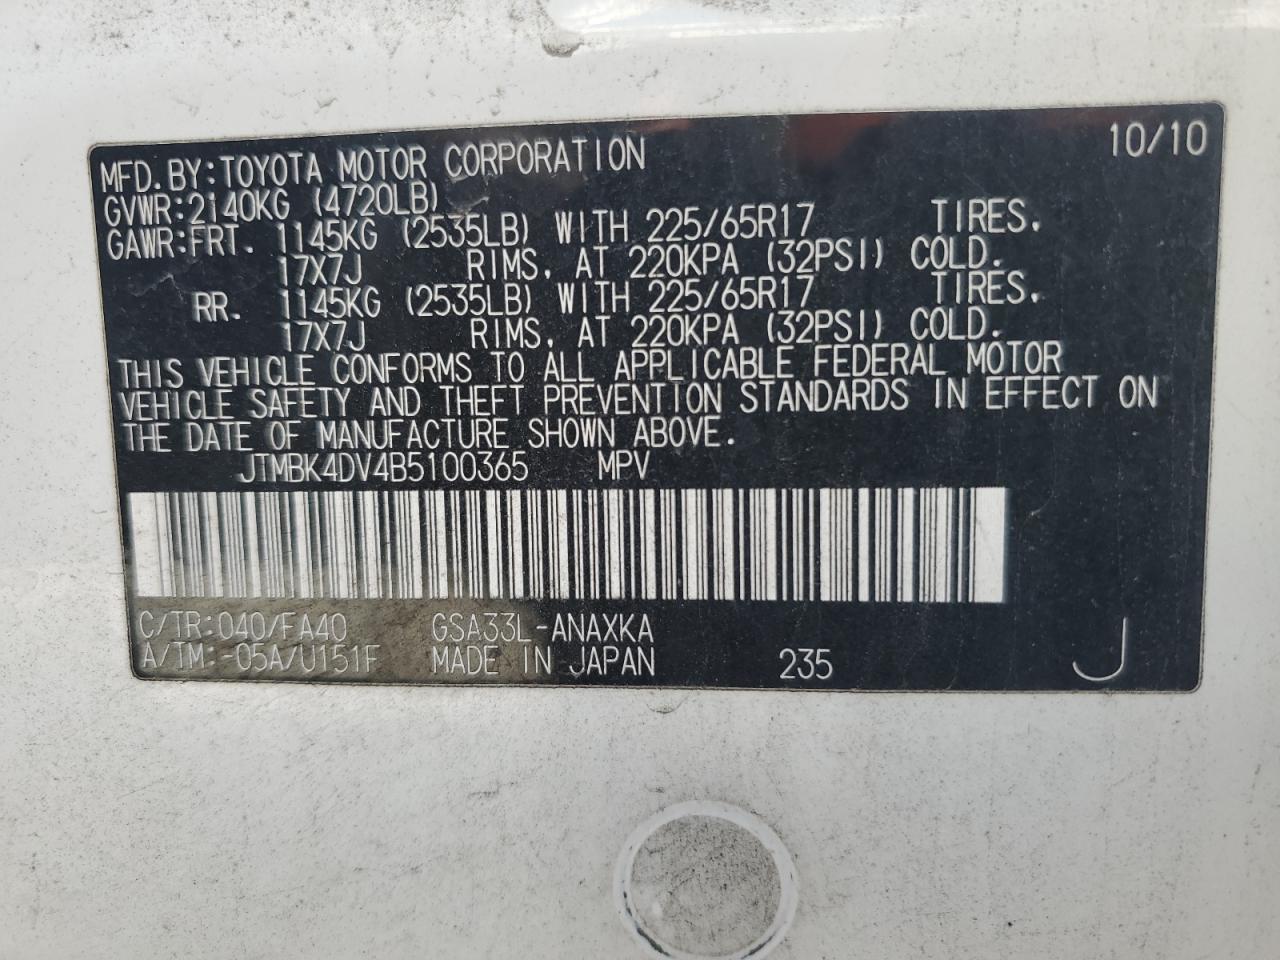 MFD.BY:TOYOTA MOTOR CORPORATION 10/10
GVWR:2140KG (4720LB)
GAWR:FRT. 1145KG (2535LB) WITH 225/65R17 TIRES.
17X7J RIMS, AT 220KPA (32PSI) COLD.
RR. 1145KG (2535LB) WITH 225/65R17 TIRES,
17X7J RIMS, AT 220KPA (32PSI) COLD.
THIS VEHICLE CONFORMS TO ALL APPLICABLE FEDERAL MOTOR
VEHICLE SAFETY AND THEFT PREVENTION STANDARDS IN EFFECT ON
THE DATE OF MANUFACTURE SHOWN ABOVE.
JTMBK4DV4B5100365 MPV
C/TR:040/FA40 GSA33L-ANAXKA
A/TM:-05A/U151F MADE IN JAPAN 235 J